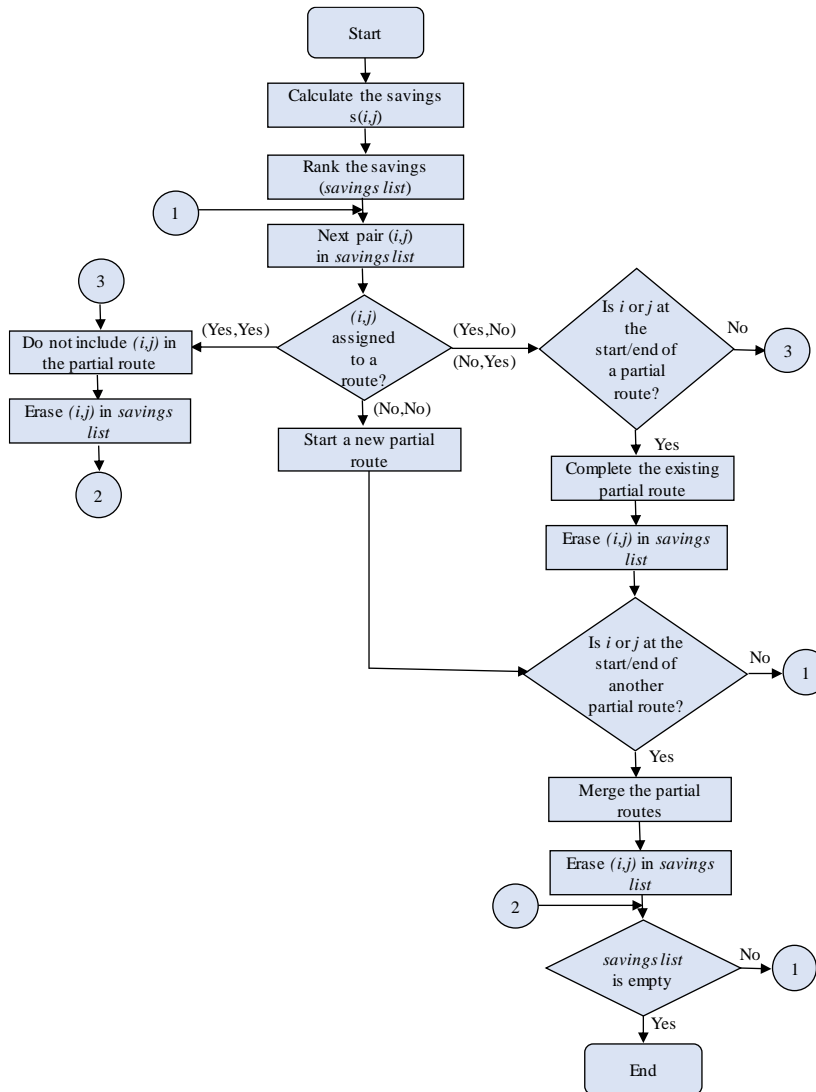 Start
Calculate the savings
s(i,j)
Rank the savings
(savings list)
1
Next pair (i,j)
in savings list
3
(i,j)
assigned
to a
route?
(Yes,Yes)
(Yes,No)
(No,Yes)
(No,No)
Is i or j at
the
start/end of
a partial
route?
No
3
Do not include (i,j) in
the partial route
Erase (i,j) in savings
list
2
Start a new partial
route
Yes
Complete the existing
partial route
Erase (i,j) in savings
list
Is i or j at the
start/end of
another
partial route?
No
1
Yes
Merge the partial
routes
Erase (i,j) in savings
list
2
savings list
is empty
No
1
Yes
End